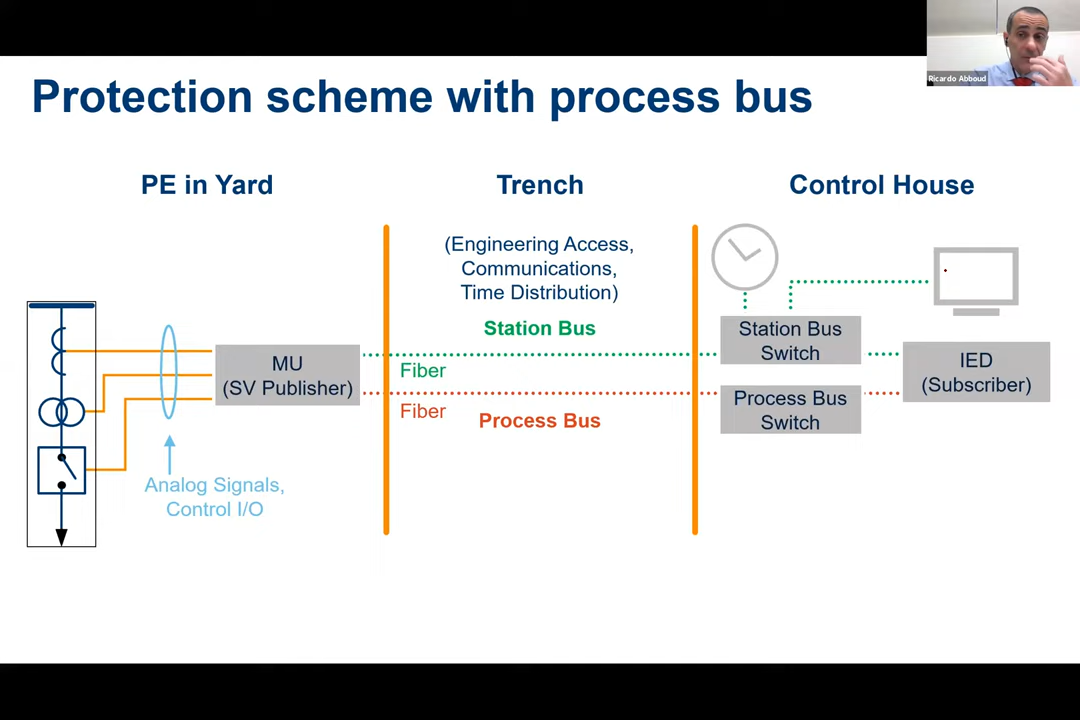 Ricardo Abboud
Protection scheme with process bus
PE in Yard
Trench
Control House
(Engineering Access,
Communications,
Time Distribution)
Station Bus
Fiber
Fiber
Process Bus
MU
(SV Publisher)
Analog Signals,
Control I/O
Station Bus
Switch
Process Bus
Switch
IED
(Subscriber)